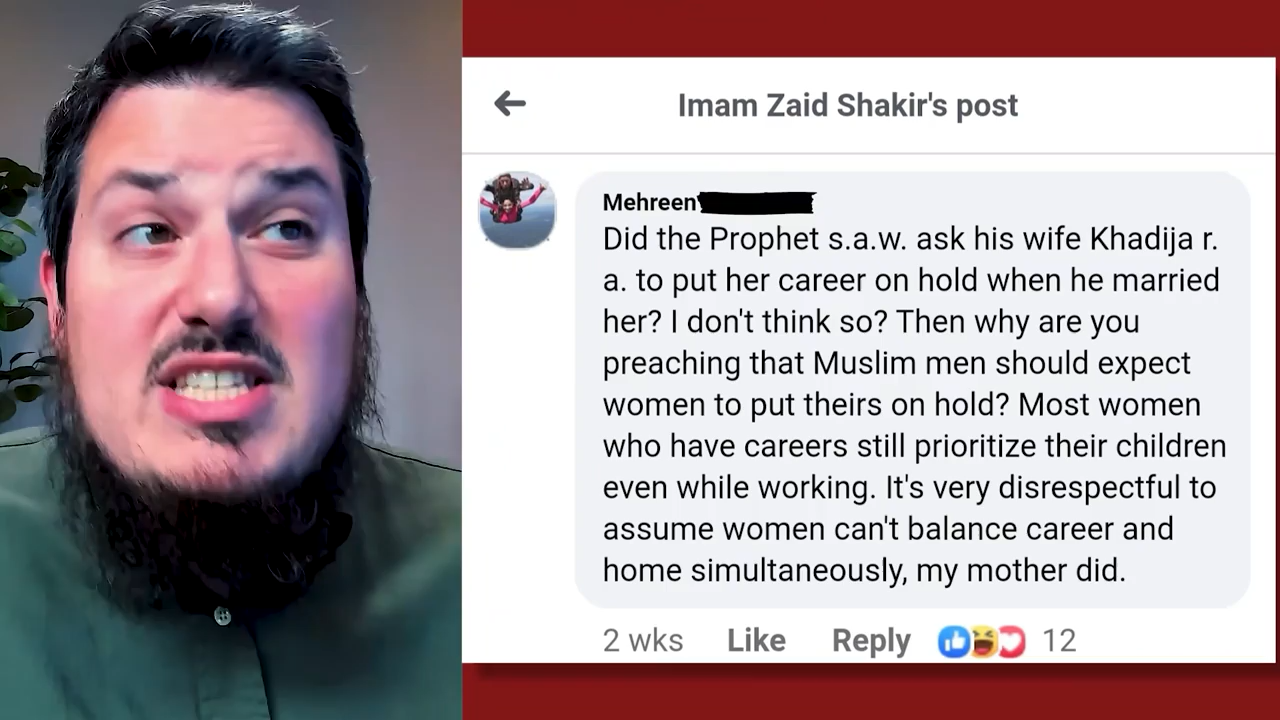 Imam Zaid Shakir's post
Mehreen
Did the Prophet s.a.w. ask his wife Khadija r.
a. to put her career on hold when he married
her? I don't think so? Then why are you
preaching that Muslim men should expect
women to put theirs on hold? Most women
who have careers still prioritize their children
even while working. It's very disrespectful to
assume women can't balance career and
home simultaneously, my mother did.
2 wks Like Reply 12